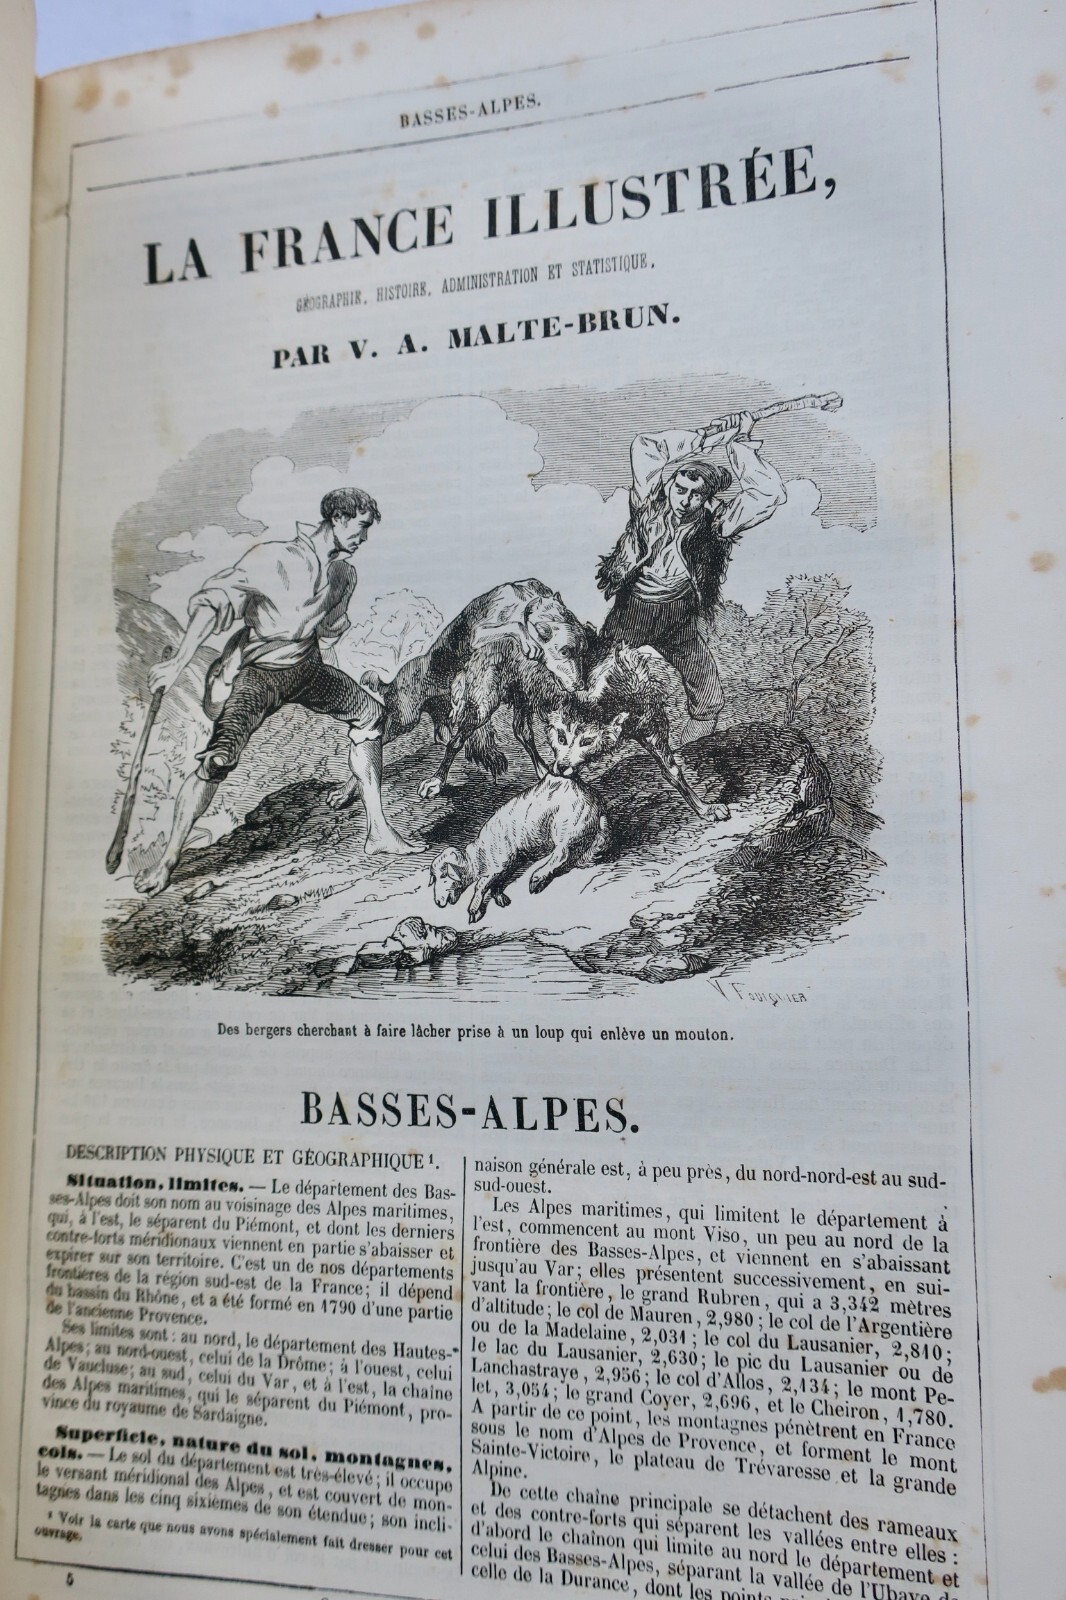 BASSES-ALPES.
LA FRANCE ILLUSTRÉE,
GÉOGRAPHIE, HISTOIRE, ADMINISTRATION ET STATISTIQUE,
PAR V. A. MALTE-BRUN.
V FOULQUIER
Des bergers cherchant à faire lâcher prise à un loup qui enlève un mouton.
BASSES-ALPES.
DESCRIPTION PHYSIQUE ET GÉOGRAPHIQUE ¹.
Situation, limites. — Le département des Bas-
ses-Alpes doit son nom au voisinage des Alpes maritimes,
qui, à l'est, le séparent du Piémont, et dont les derniers
contre-forts méridionaux viennent en partie s'abaisser et
expirer sur son territoire. C'est un de nos départements
frontières de la région sud-est de la France; il dépend
du bassin du Rhône, et a été formé en 1790 d'une partie
de l'ancienne Provence.
Ses limites sont : au nord, le département des Hautes-
Alpes; au nord-ouest, celui de la Drôme; à l'ouest, celui
de Vaucluse; au sud, celui du Var, et à l'est, la chaîne
des Alpes maritimes, qui le séparent du Piémont, pro-
vince du royaume de Sardaigne.
Superficie, nature du sol, montagnes,
cols. — Le sol du département est très-élevé; il occupe
le versant méridional des Alpes, et est couvert de mon-
tagnes dans les cinq sixièmes de son étendue; son incli-
¹ Voir la carte que nous avons spécialement fait dresser pour cet
ouvrage.
5
naison générale est, à peu près, du nord-nord-est au sud-
sud-ouest.
Les Alpes maritimes, qui limitent le département à
l'est, commencent au mont Viso, un peu au nord de la
frontière des Basses-Alpes, et viennent en s'abaissant
jusqu'au Var; elles présentent successivement, en sui-
vant la frontière, le grand Rubren, qui a 3,342 mètres
d'altitude; le col de Mauren, 2,980; le col de l'Argentière
ou de la Madelaine, 2,031; le col du Lausanier, 2,810;
le lac du Lausanier, 2,630; le pic du Lausanier ou de
Lanchastraye, 2,956; le col d'Allos, 2,134; le mont Pe-
let, 3,054; le grand Coyer, 2,696, et le Cheiron, 1,780.
A partir de ce point, les montagnes pénètrent en France
sous le nom d'Alpes de Provence, et forment le mont
Sainte-Victoire, le plateau de Trévaresse et la grande
Alpine.
De cette chaîne principale se détachent des rameaux
et des contre-forts qui séparent les vallées entre elles :
d'abord le chaînon qui limite au nord le département et
celui des Basses-Alpes, séparant la vallée de l'Ubaye de
celle de la Durance, dont les points